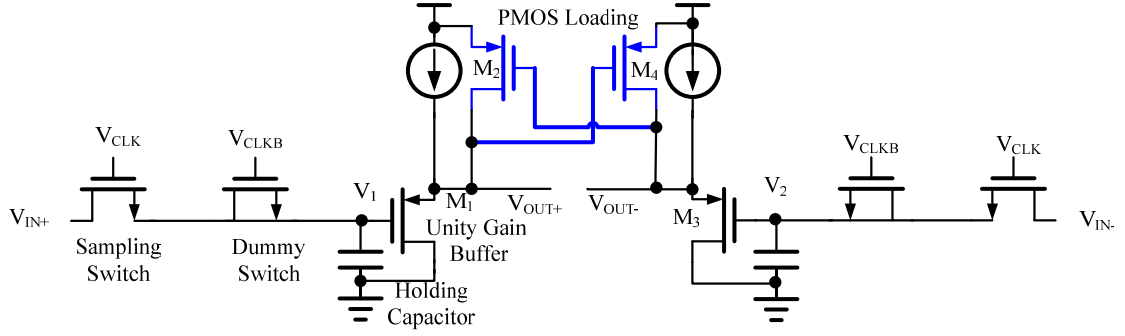 PMOS Loading
M2
M4
VCLK
VCLKB
VCLKB
VCLK
V1
V2
VIN+
M1
VOUT+
VOUT-
M3
VIN-
Sampling
Switch
Dummy
Switch
Unity Gain
Buffer
Holding
Capacitor